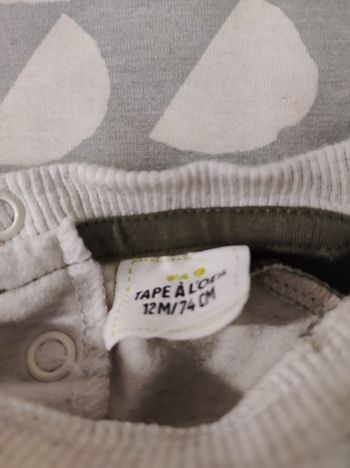 TAPE À L'OEIL
12M/74 CM